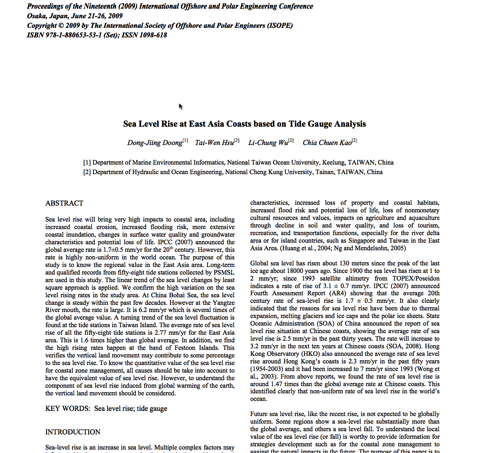 Proceedings of the Nineteenth (2009) International Offshore and Polar Engineering Conference
Osaka, Japan, June 21-26, 2009
Copyright © 2009 by The International Society of Offshore and Polar Engineers (ISOPE)
ISBN 978-1-880653-53-1 (Set); ISSN 1098-618
Sea Level Rise at East Asia Coasts based on Tide Gauge Analysis
Dong-Jiing Doong[1] Tai-Wen Hsu[2] Li-Chung Wu[2] Chia Chuen Kao[2]
[1] Department of Marine Environmental Informatics, National Taiwan Ocean University, Keelung, TAIWAN, China
[2] Department of Hydraulic and Ocean Engineering, National Cheng Kung University, Tainan, TAIWAN, China
ABSTRACT
Sea level rise will bring very high impacts to coastal area, including
increased coastal erosion, increased flooding risk, more extensive
coastal inundation, changes in surface water quality and groundwater
characteristics and potential loss of life. IPCC (2007) announced the
global average rate is 1.7±0.5 mm/yr for the 20th century. However, this
rate is highly non-uniform in the world. The purpose of this
study is to know the regional value in the East Asia area. Long-term
and qualified records from fifty-eight tide stations collected by PSMSL
are used in this study. The linear trend of the sea level changes by least
square approach is applied. We confirm the high variation on the sea
level rising rates in the study area. At China Bohai Sea, the sea level
change is steady within the past few decades. However at the Yangtze
River mouth, the rate is large. It is 6.2 mm/yr which is several times of
the global average value. A turning trend of the sea level fluctuation is
found at the tide stations in Taiwan Island. The average rate of sea level
rise of all the fifty-eight tide stations is 2.77 mm/yr for the East Asia
area. This is 1.6 times higher than global average. In addition, we find
the high rising rates happen at the band of Festoon Islands. This
verifies the vertical land movement may contribute to some percentage
to the sea level rise. To know the quantitative value of the sea level rise
for coastal zone management, all causes should be take into account to
have the equivalent value of sea level rise. However, to understand the
component of sea level rise induced from global warming of the earth,
the vertical land movement should be considered.
KEY WORDS: Sea level rise; tide gauge
INTRODUCTION
Sea-level rise is an increase in sea level. Multiple complex factors may
characteristics, increased loss of property and coastal habitats,
increased flood risk and potential loss of life, loss of nonmonetary
cultural resources and values, impacts on agriculture and aquaculture
through decline in soil and water quality, and loss of tourism,
recreation, and transportation functions, especially for the river delta
area or for island countries, such as Singapore and Taiwan in the East
Asia Area. (Huang et al., 2004; Ng and Mendelsohn, 2005)
Global sea level has risen about 130 meters since the peak of the last
ice age about 18000 years ago. Since 1900 the sea level has risen at 1 to
2 mm/yr; since 1993 satellite altimetry from TOPEX/Poseidon
indicates a rate of rise of 3.1 ± 0.7 mm/yr. IPCC (2007) announced
Fourth Assessment Report (AR4) showing that the average 20th
century rate of sea-level rise is 1.7 ± 0.5 mm/yr. It also clearly
indicated that the reasons for sea level rise have been due to thermal
expansion, melting glaciers and ice caps and the polar ice sheets. State
Oceanic Administration (SOA) of China announced the report of sea
level rise situation at Chinese coasts, showing the average rate of sea
level rise is 2.5 mm/yr in the past thirty years. The rate will increase to
3.2 mm/yr in the next ten years at Chinese coasts (SOA, 2008). Hong
Kong Observatory (HKO) also announced the average rate of sea level
rise around Hong Kong's coasts is 2.3 mm/yr in the past fifty years
(1954-2003) and it had been increased to 7 mm/yr since 1993 (Wong et
al., 2003). From above reports, we found the rate of sea level rise is
around 1.47 times than the global average rate at Chinese coasts. This
identified clearly that non-uniform rate of sea level rise in the world's
ocean.
Future sea level rise, like the recent rise, is not expected to be globally
uniform. Some regions show a sea-level rise substantially more than
the global average, and others a sea level fall. To understand the local
value of the sea level rise (or fall) is worthy to provide information for
strategies development such as for the coastal zone management to
against the natural impacts in the future. The purpose of this paper is to